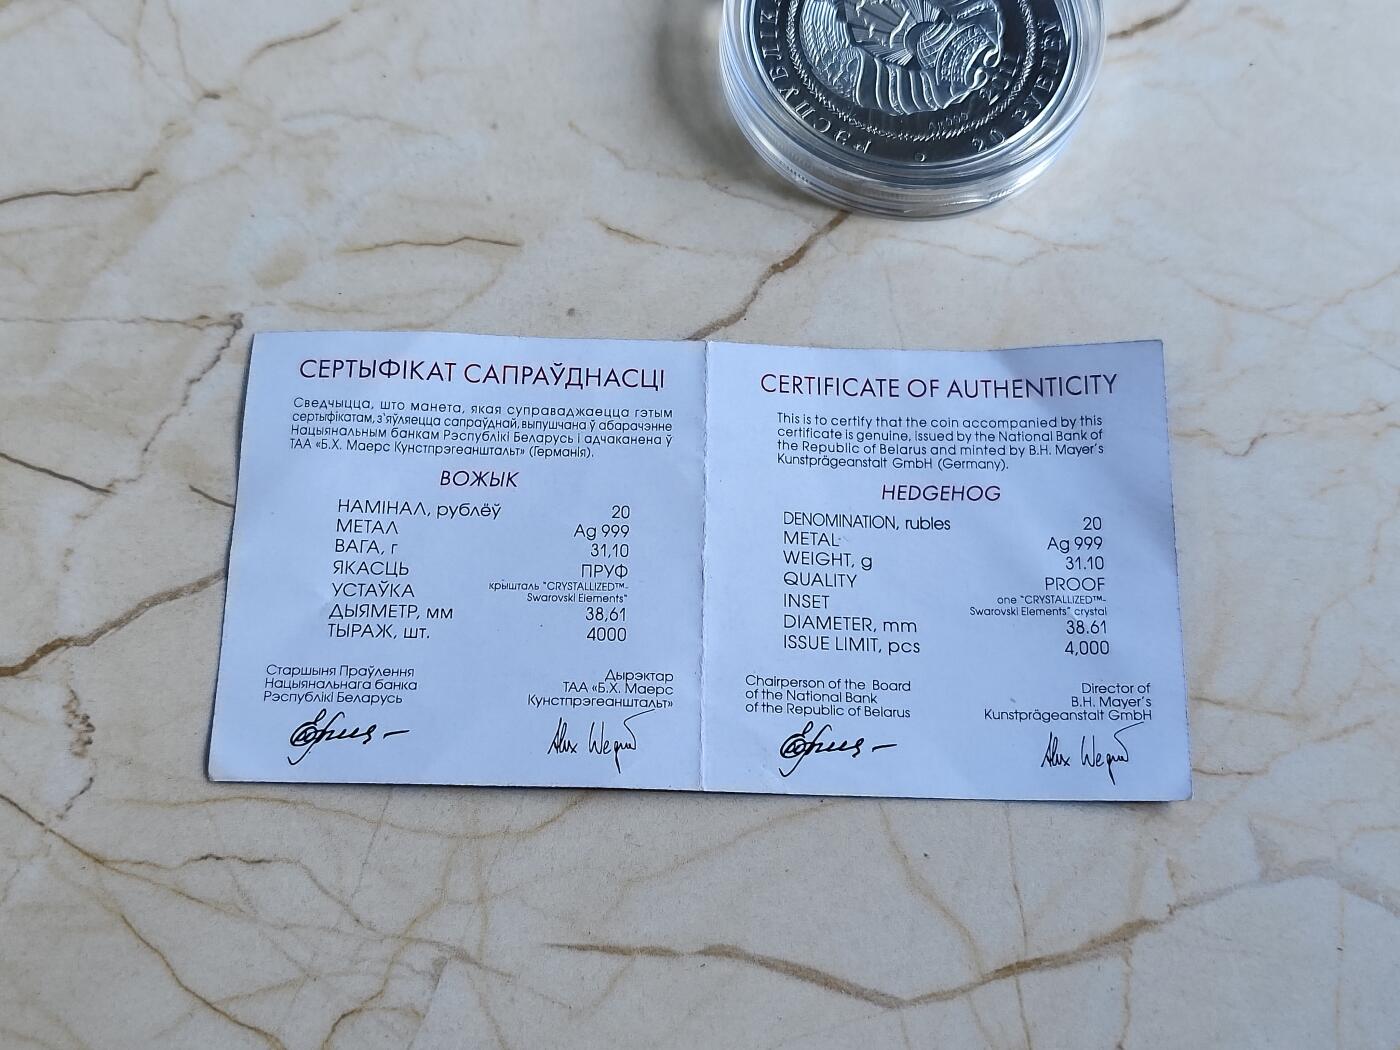 РЭСПУБЛІК
2011
20 РУБЛЁЎ
СЕРТЫФІКАТ САПРАЎДНАСЦІ
Сведчыцца, што манета, якая суправаджаецца гэтым
сертыфікатам, з'яўляецца сапраўднай, выпушчана ў абарачэнне
Нацыянальным банкам Рэспублікі Беларусь і адчаканена ў
ТАА «Б.Х. Маерс Кунстпрэгеанштальт» (Германія).
ВОЖЫК
НАМІНАЛ, рублёў 20
МЕТАЛ Ag 999
ВАГА, г 31,10
ЯКАСЦЬ ПРУФ
УСТАЎКА крышталь "CRYSTALLIZED™-
Swarovski Elements"
ДЫЯМЕТР, мм 38,61
ТЫРАЖ, шт. 4000
Старшыня Праўлення
Нацыянальнага банка
Рэспублікі Беларусь
Дырэктар
ТАА «Б.Х. Маерс
Кунстпрэгеанштальт»
CERTIFICATE OF AUTHENTICITY
This is to certify that the coin accompanied by this
certificate is genuine, issued by the National Bank of
the Republic of Belarus and minted by B.H. Mayer's
Kunstprägeanstalt GmbH (Germany).
HEDGEHOG
DENOMINATION, rubles 20
METAL Ag 999
WEIGHT, g 31.10
QUALITY PROOF
INSET one "CRYSTALLIZED™-
Swarovski Elements" crystal
DIAMETER, mm 38.61
ISSUE LIMIT, pcs 4,000
Chairperson of the Board
of the National Bank
of the Republic of Belarus
Director of
B.H. Mayer's
Kunstprägeanstalt GmbH